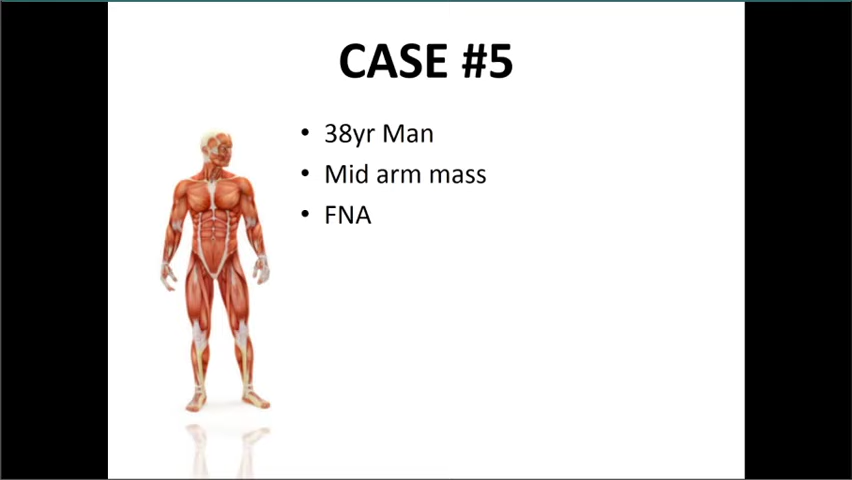 CASE #5
• 38yr Man
• Mid arm mass
• FNA